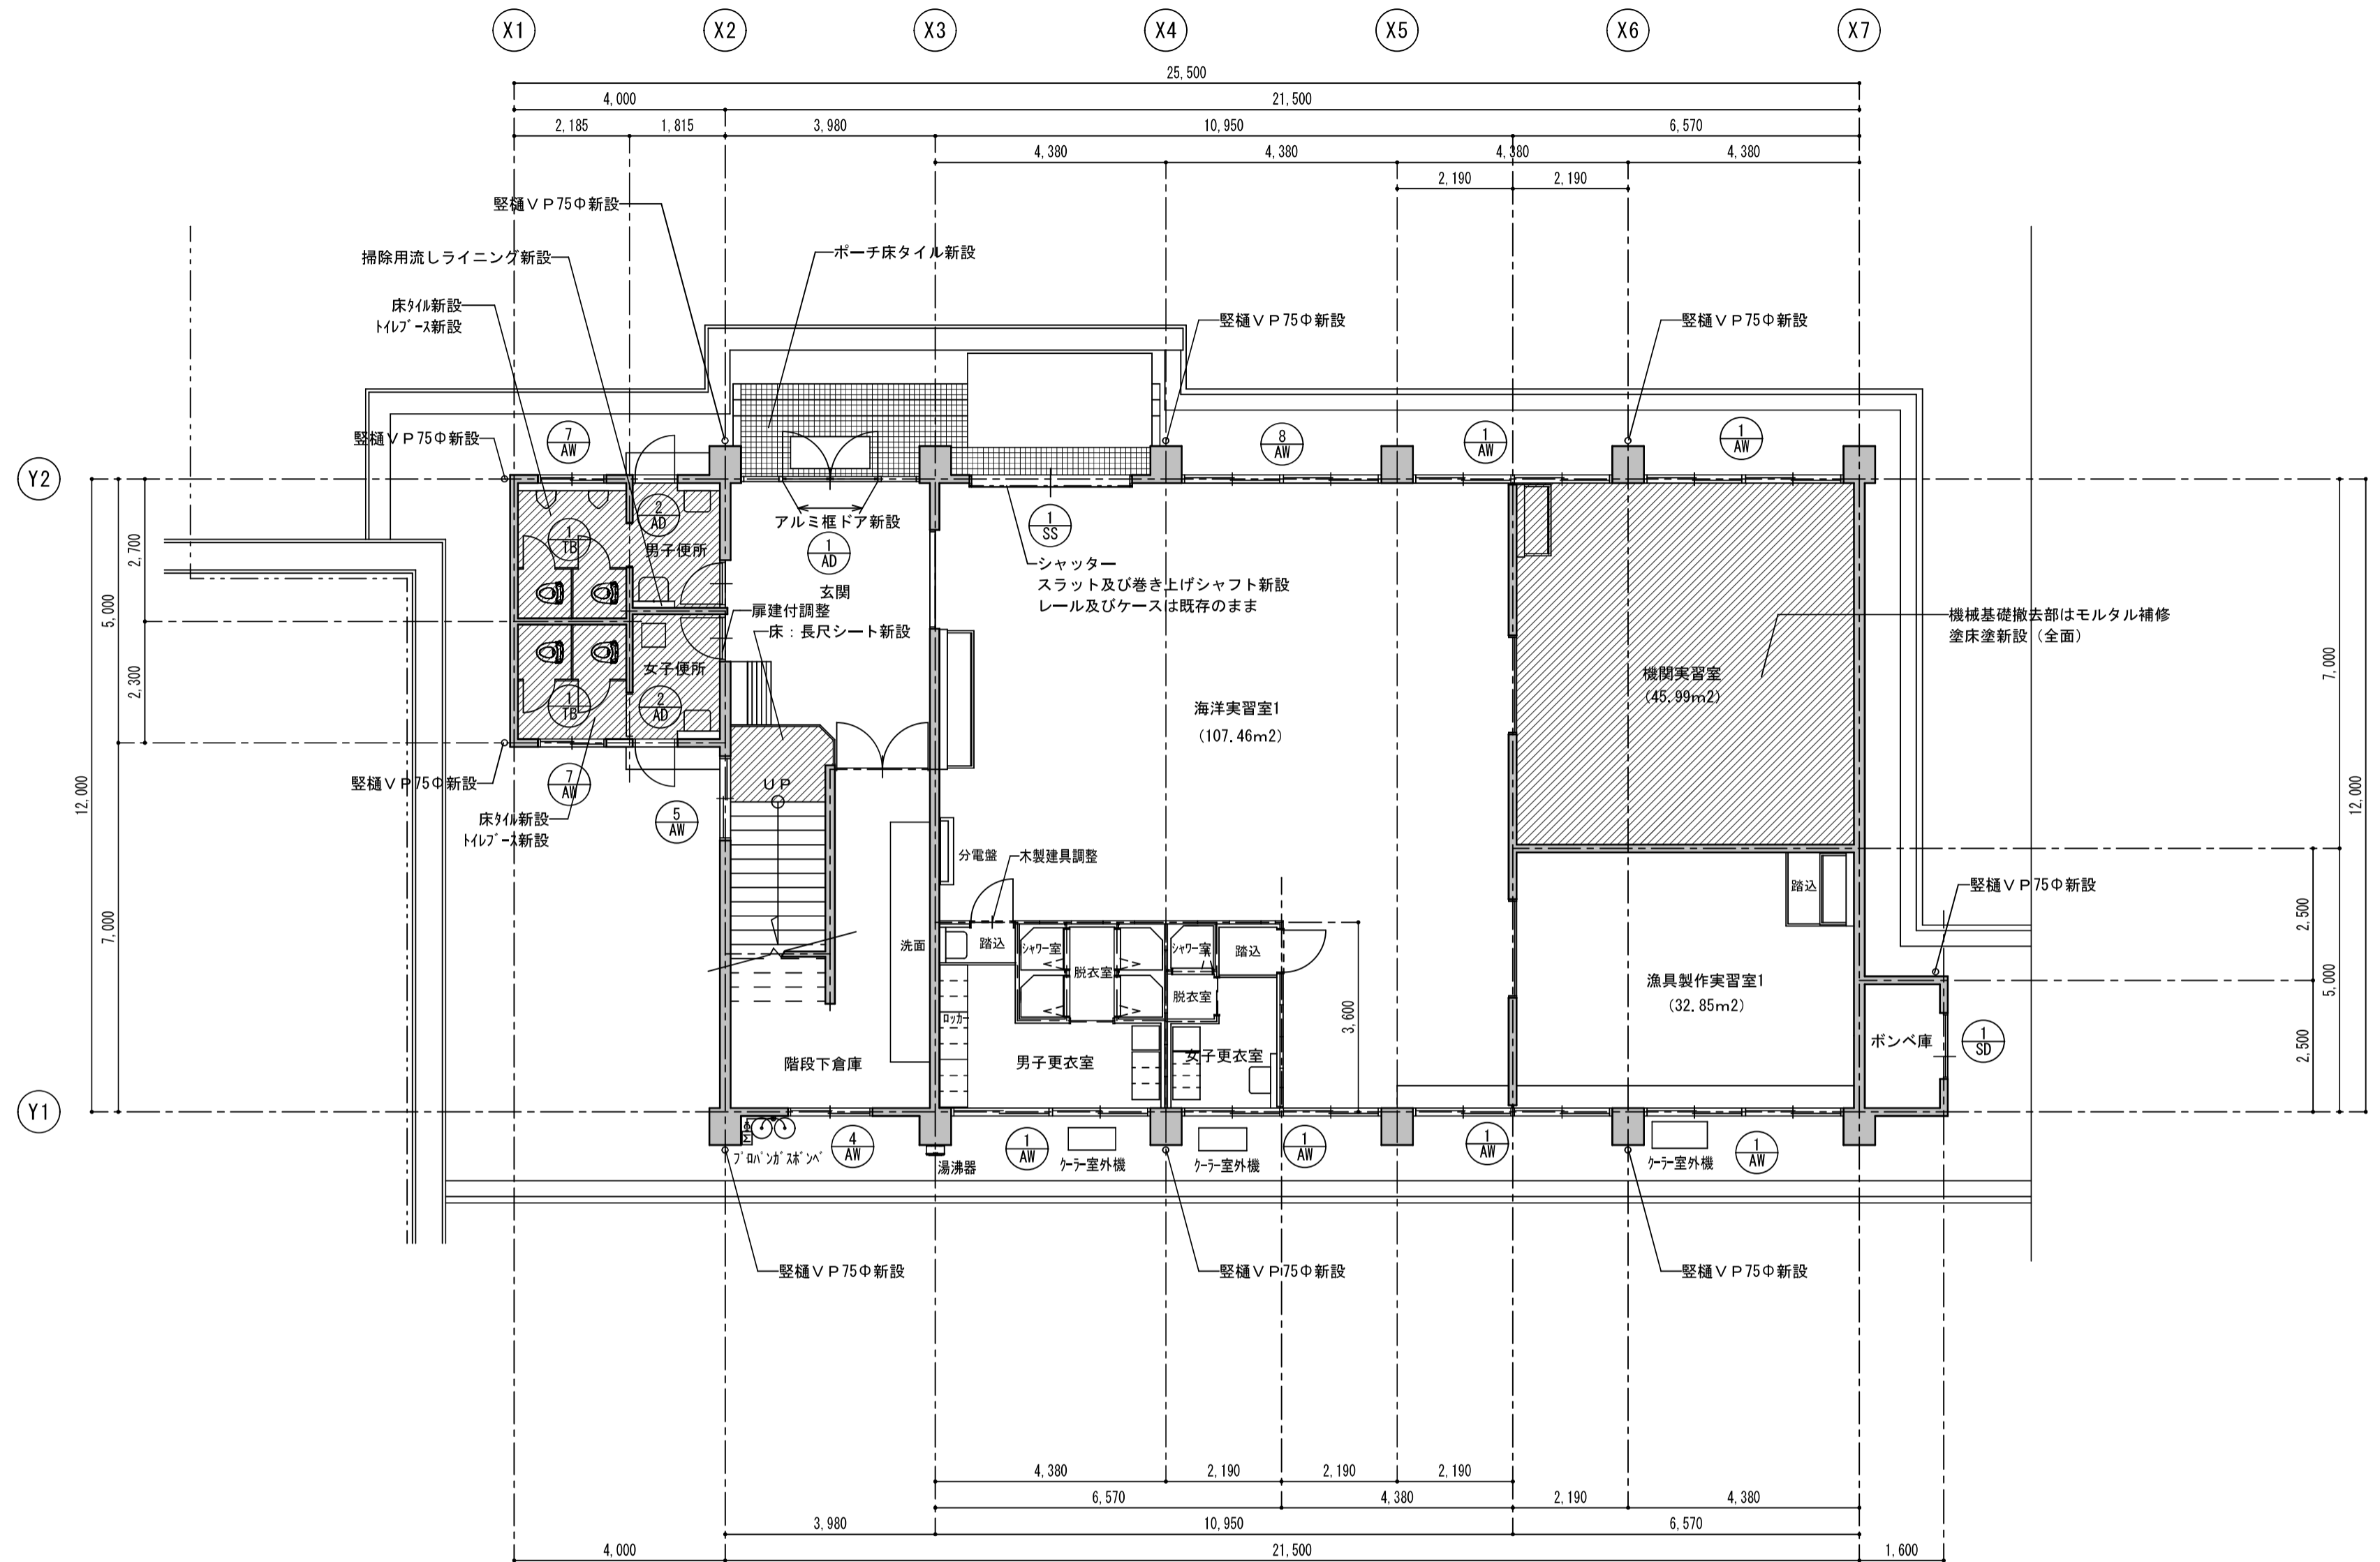 X1
X2
X3
X4
X5
X6
X7
25,500
4,000
21,500
2,185
1,815
3,980
10,950
6,570
4,380
4,380
4,380
4,380
2,190
2,190
竪樋ＶＰ75Φ新設
掃除用流しライニング新設
ポーチ床タイル新設
床ﾀｲﾙ新設
ﾄｲﾚﾌﾞｰｽ新設
竪樋ＶＰ75Φ新設
竪樋ＶＰ75Φ新設
竪樋ＶＰ75Φ新設
7
AW
8
AW
1
AW
1
AW
Y2
2
AD
1
TB
男子便所
アルミ框ドア新設
1
AD
玄関
1
SS
シャッター
スラット及び巻き上げシャフト新設
レール及びケースは既存のまま
2,700
5,000
2,300
12,000
7,000
扉建付調整
床：長尺シート新設
女子便所
1
TB
2
AD
機械基礎撤去部はモルタル補修
塗床塗新設（全面）
機関実習室
(45.99m2)
海洋実習室1
(107.46m2)
7,000
12,000
竪樋ＶＰ75Φ新設
7
AW
床ﾀｲﾙ新設
ﾄｲﾚﾌﾞｰｽ新設
5
AW
ＵＰ
分電盤
木製建具調整
洗面
踏込
ｼｬﾜｰ室
脱衣室
ｼｬﾜｰ室
踏込
脱衣室
ﾛｯｶｰ
3,600
踏込
竪樋ＶＰ75Φ新設
漁具製作実習室1
(32.85m2)
2,500
5,000
2,500
階段下倉庫
男子更衣室
女子更衣室
ボンベ庫
1
SD
Y1
ﾌﾟﾛﾊﾟﾝｶﾞｽﾎﾞﾝﾍﾞ
4
AW
湯沸器
1
AW
ｸｰﾗｰ室外機
ｸｰﾗｰ室外機
1
AW
1
AW
ｸｰﾗｰ室外機
1
AW
竪樋ＶＰ75Φ新設
竪樋ＶＰ75Φ新設
竪樋ＶＰ75Φ新設
4,380
2,190
2,190
2,190
6,570
4,380
2,190
4,380
3,980
10,950
6,570
4,000
21,500
1,600